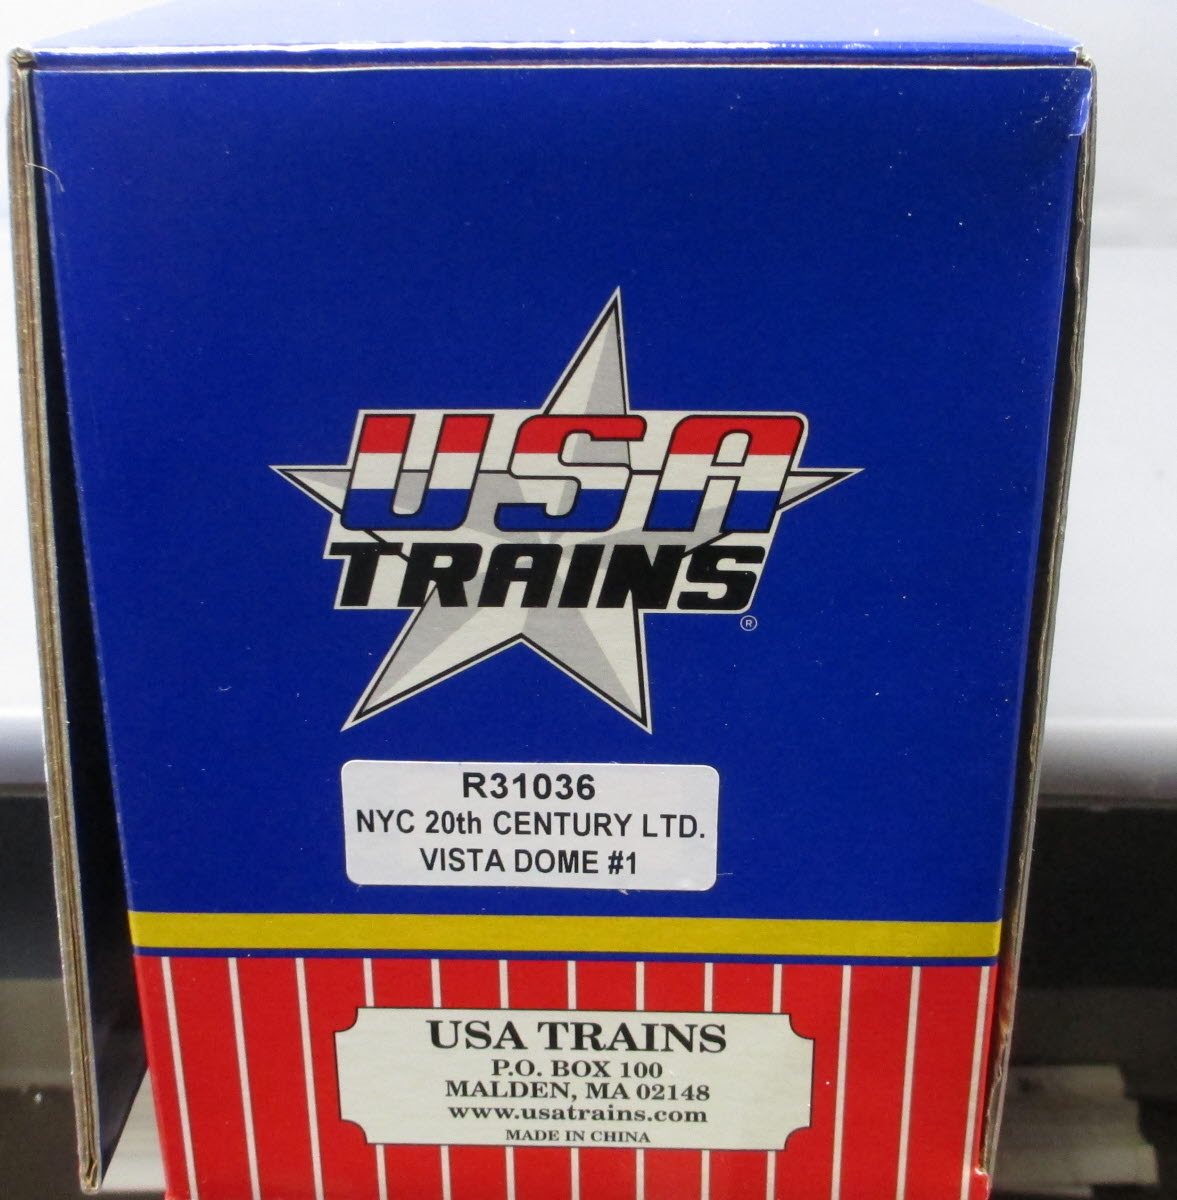 USA
TRAINS
®
R31036
NYC 20th CENTURY LTD.
VISTA DOME #1
USA TRAINS
P.O. BOX 100
MALDEN, MA 02148
www.usatrains.com
MADE IN CHINA